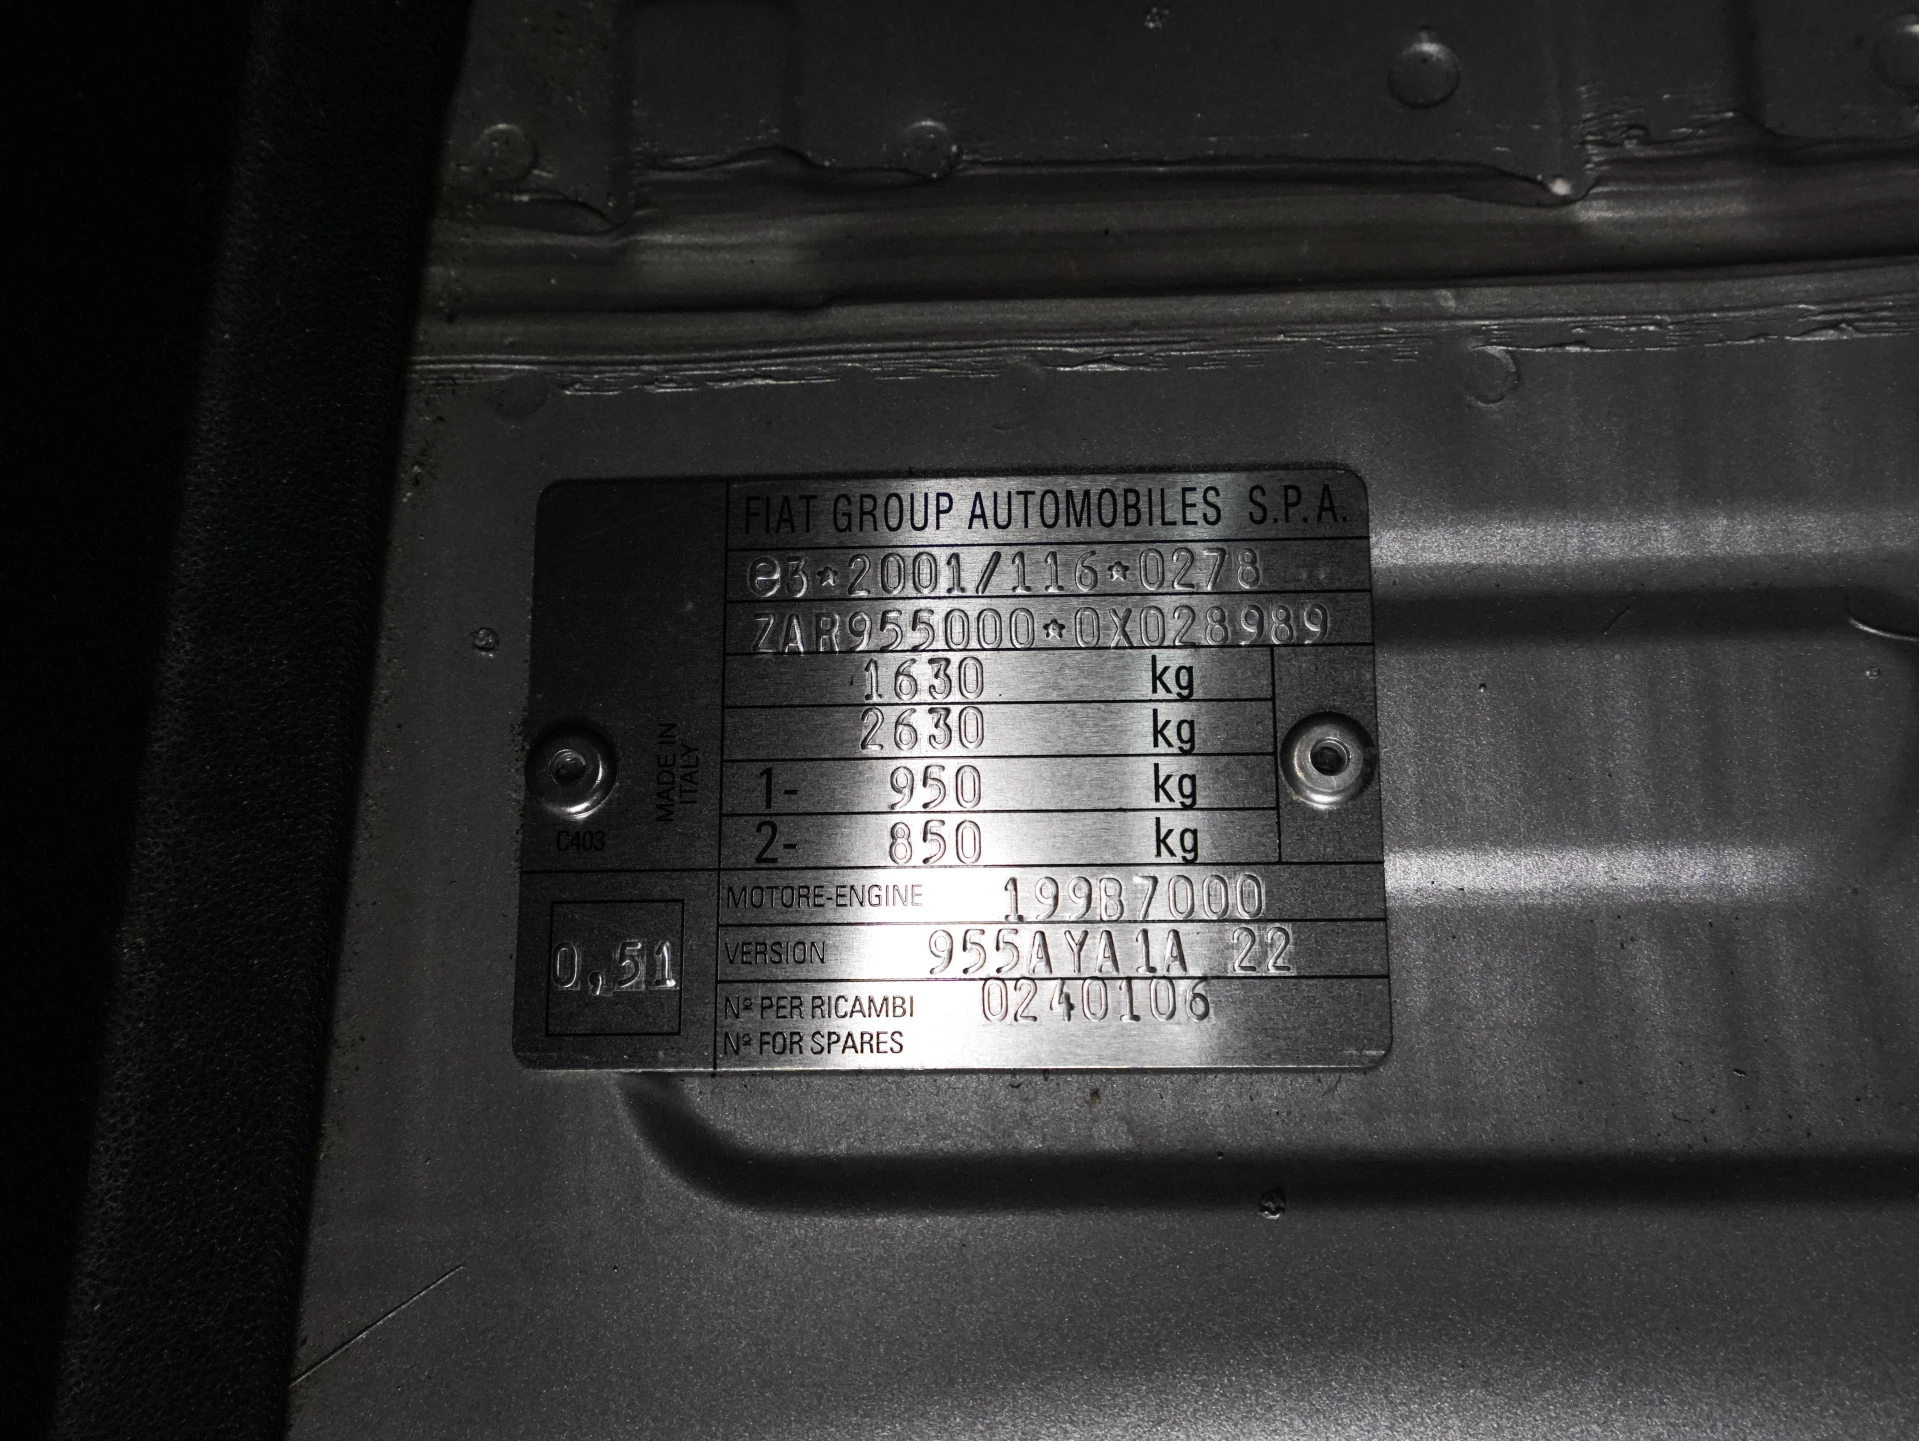 FIAT GROUP AUTOMOBILES S.P.A.
e3*2001/116*0278
ZAR955000*0X028989
1630 kg
2630 kg
1- 950 kg
2- 850 kg
MADE IN
ITALY
C403
MOTORE-ENGINE 199B7000
VERSION 955AYA1A 22
0,51
Nº PER RICAMBI 0240106
Nº FOR SPARES